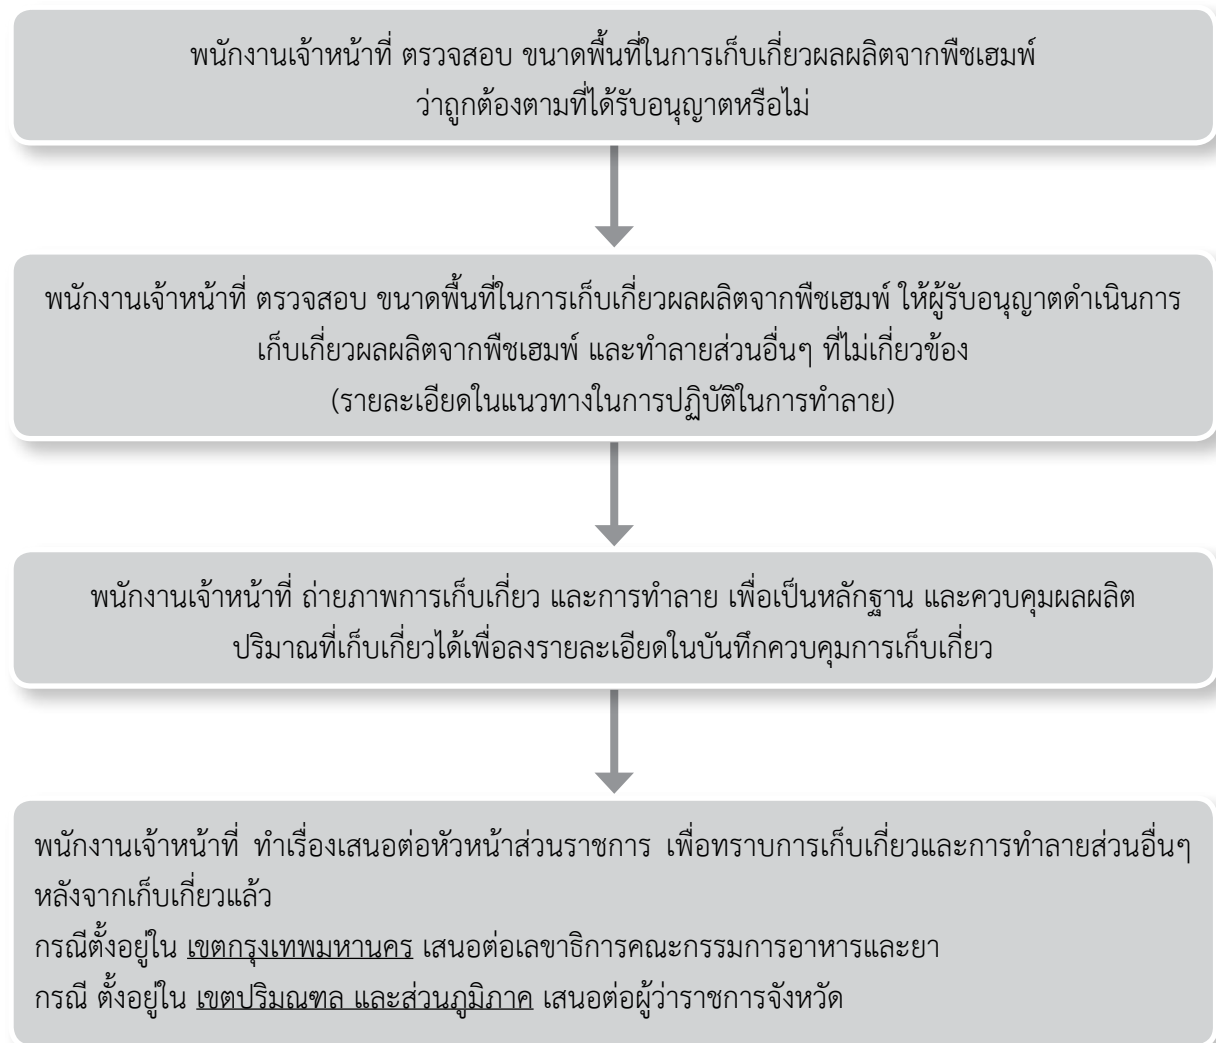 พนักงานเจ้าหน้าที่ ตรวจสอบ ขนาดพื้นที่ในการเก็บเกี่ยวผลผลิตจากพืชเฮมพ์
ว่าถูกต้องตามที่ได้รับอนุญาตหรือไม่
พนักงานเจ้าหน้าที่ ตรวจสอบ ขนาดพื้นที่ในการเก็บเกี่ยวผลผลิตจากพืชเฮมพ์ ให้ผู้รับอนุญาตดำเนินการ
เก็บเกี่ยวผลผลิตจากพืชเฮมพ์ และทำลายส่วนอื่นๆ ที่ไม่เกี่ยวข้อง
(รายละเอียดในแนวทางในการปฏิบัติในการทำลาย)
พนักงานเจ้าหน้าที่ ถ่ายภาพการเก็บเกี่ยว และการทำลาย เพื่อเป็นหลักฐาน และควบคุมผลผลิต
ปริมาณที่เก็บเกี่ยวได้เพื่อลงรายละเอียดในบันทึกควบคุมการเก็บเกี่ยว
พนักงานเจ้าหน้าที่ ทำเรื่องเสนอต่อหัวหน้าส่วนราชการ เพื่อทราบการเก็บเกี่ยวและการทำลายส่วนอื่นๆ
หลังจากเก็บเกี่ยวแล้ว
กรณีตั้งอยู่ใน เขตกรุงเทพมหานคร เสนอต่อเลขาธิการคณะกรรมการอาหารและยา
กรณี ตั้งอยู่ใน เขตปริมณฑล และส่วนภูมิภาค เสนอต่อผู้ว่าราชการจังหวัด